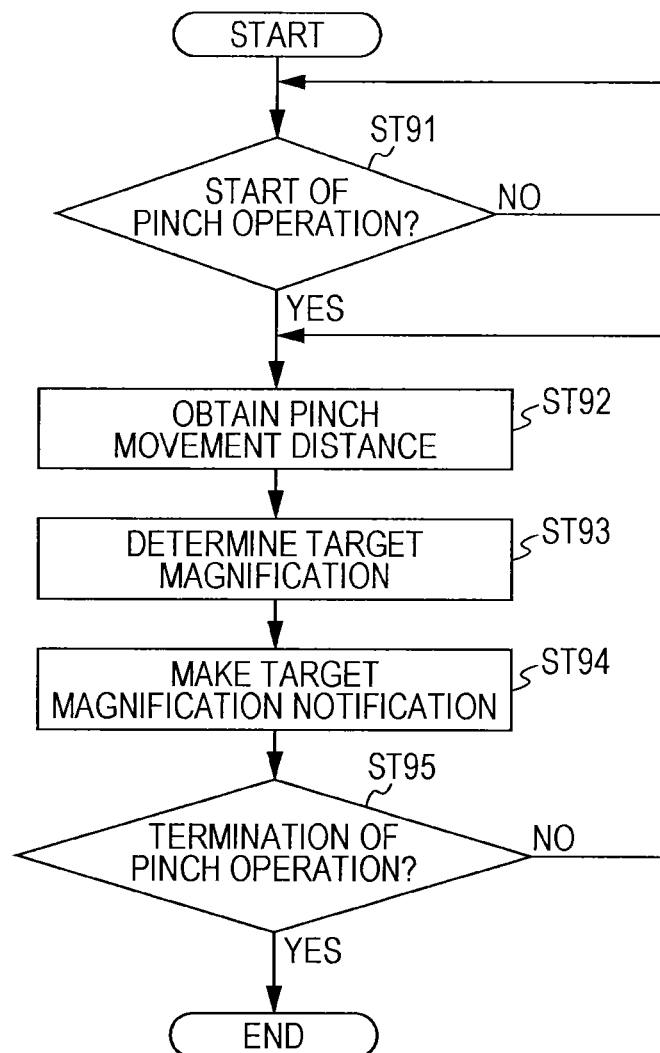 START
ST91
START OF
PINCH OPERATION?
NO
YES
ST92
OBTAIN PINCH
MOVEMENT DISTANCE
ST93
DETERMINE TARGET
MAGNIFICATION
ST94
MAKE TARGET
MAGNIFICATION NOTIFICATION
ST95
TERMINATION OF
PINCH OPERATION?
NO
YES
END